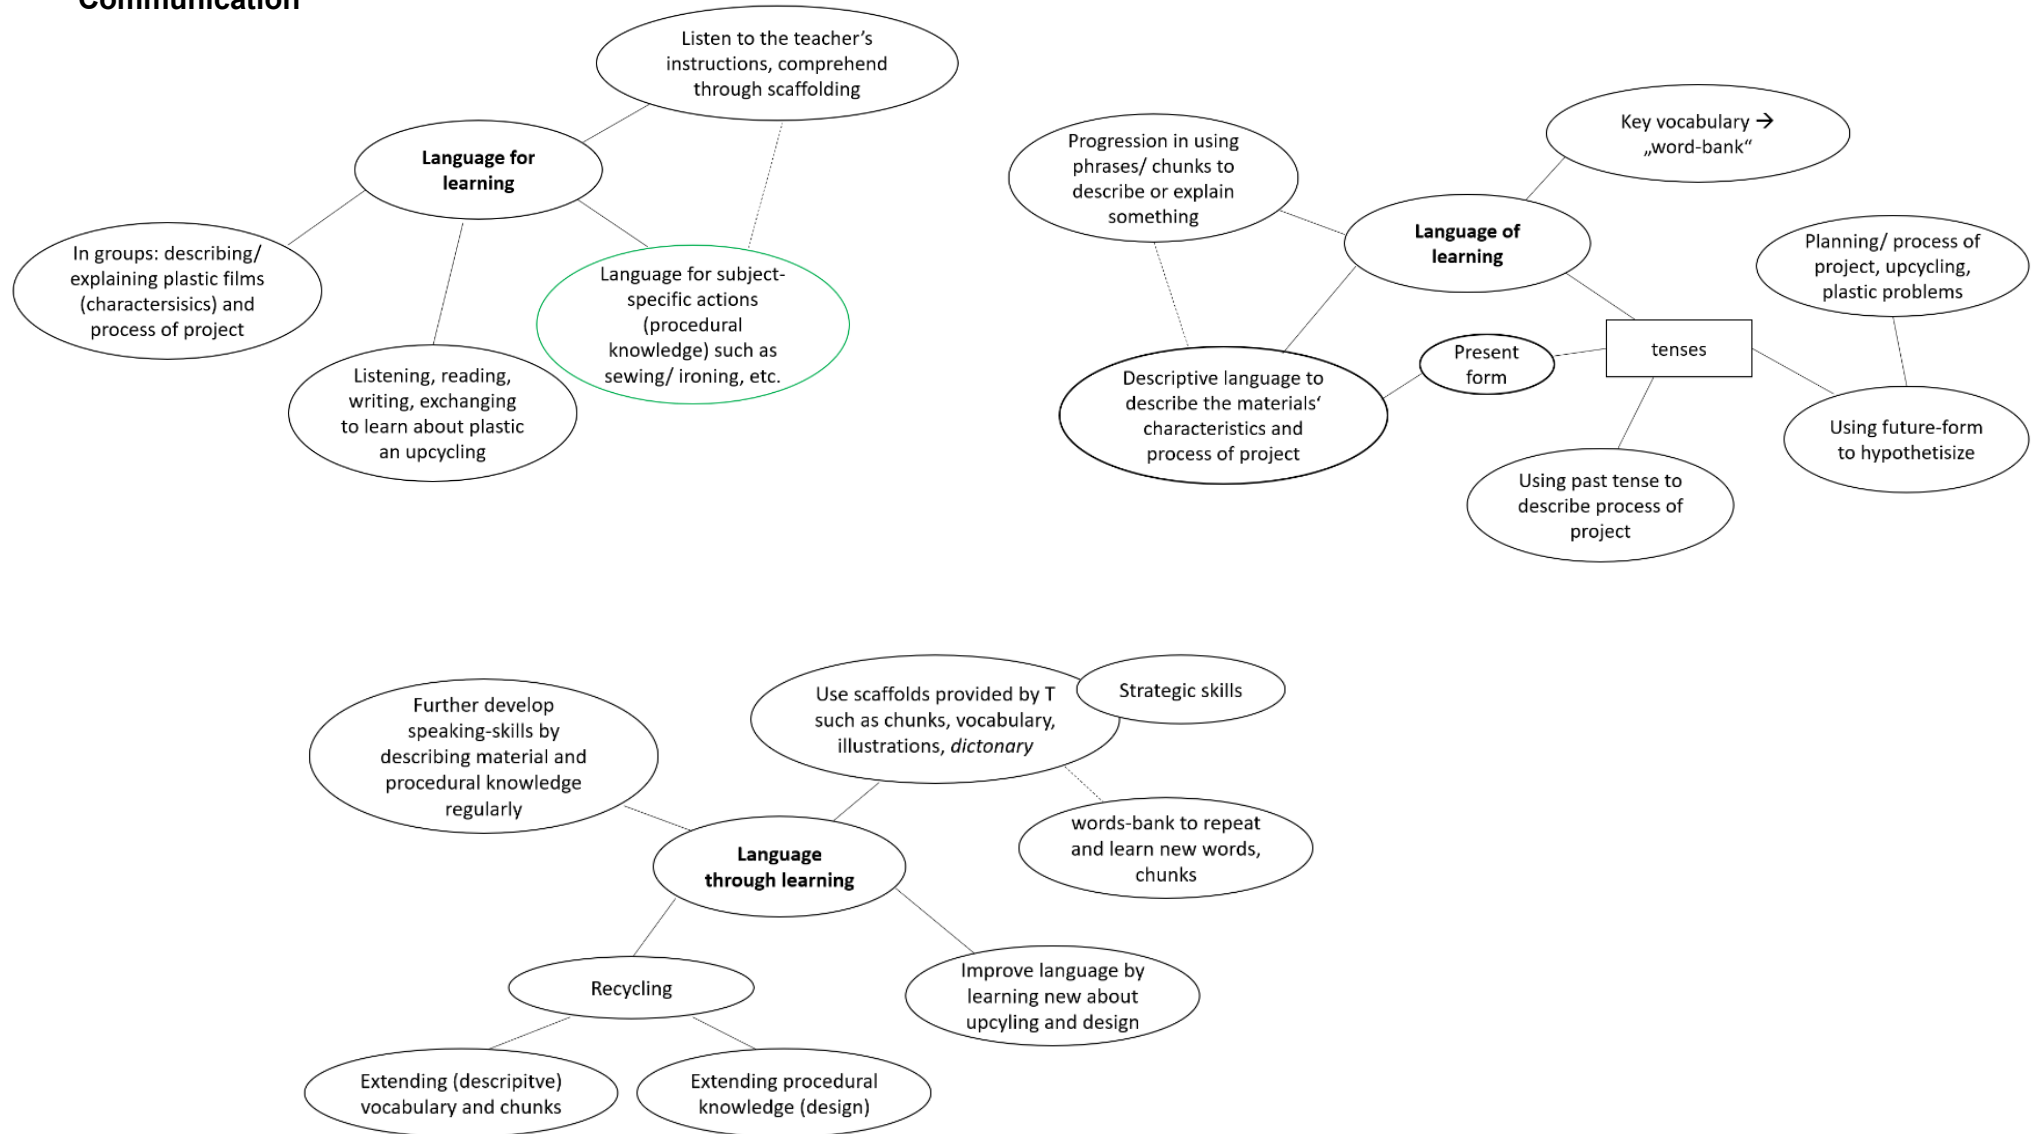 Communication
Listen to the teacher’s
instructions, comprehend
through scaffolding
Language for
learning
In groups: describing/
explaining plastic films
(charactersisics) and
process of project
Listening, reading,
writing, exchanging
to learn about plastic
an upcycling
Language for subject-
specific actions
(procedural
knowledge) such as
sewing/ ironing, etc.
Key vocabulary →
„word-bank“
Progression in using
phrases/ chunks to
describe or explain
something
Language of
learning
Planning/ process of
project, upcycling,
plastic problems
tenses
Present
form
Descriptive language to
describe the materials‘
characteristics and
process of project
Using future-form
to hypothetisize
Using past tense to
describe process of
project
Further develop
speaking-skills by
describing material and
procedural knowledge
regularly
Use scaffolds provided by T
such as chunks, vocabulary,
illustrations, dictonary
Strategic skills
words-bank to repeat
and learn new words,
chunks
Language
through learning
Recycling
Improve language by
learning new about
upcyling and design
Extending (descripitve)
vocabulary and chunks
Extending procedural
knowledge (design)